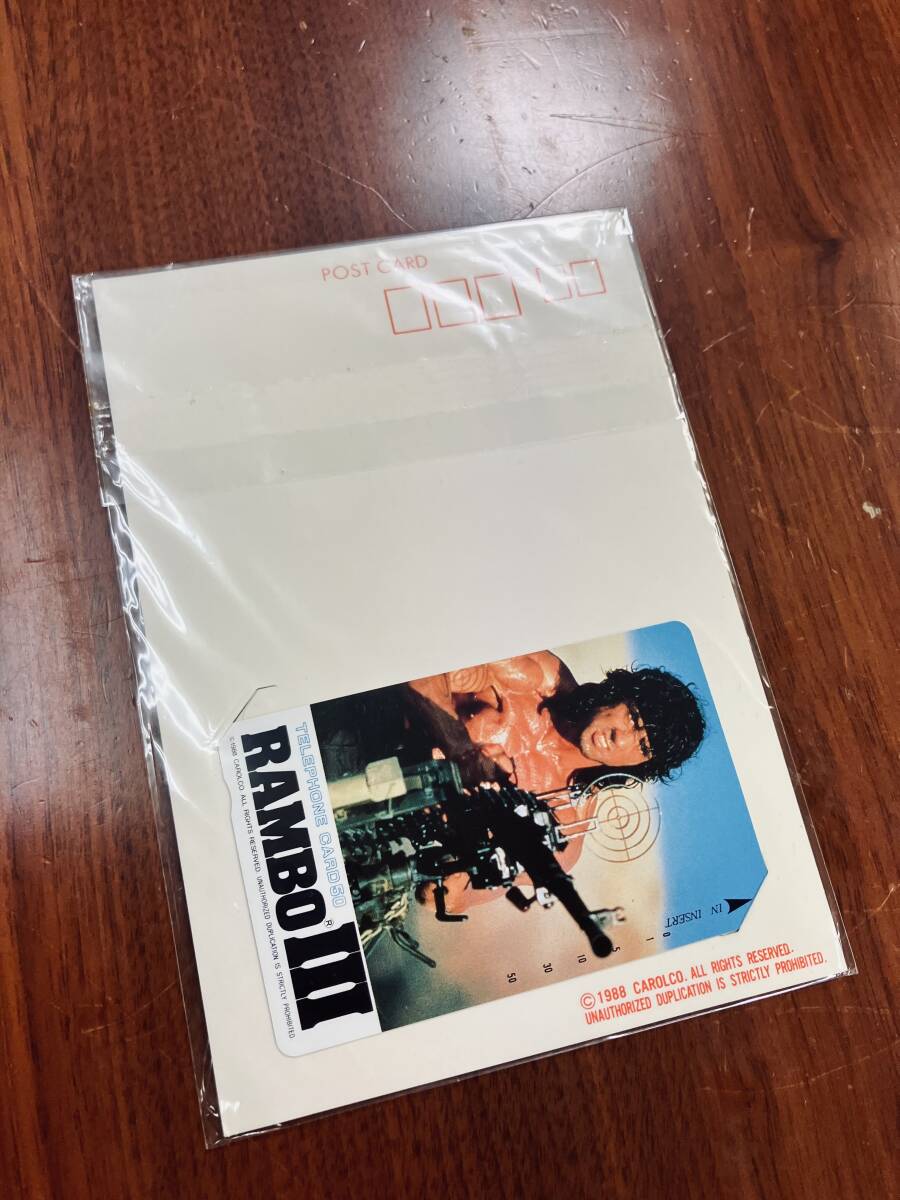 POST CARD
TELEPHONE CARD 50
RAMBO III
®
©1988 CAROLCO. ALL RIGHTS RESERVED. UNAUTHORIZED DUPLICATION IS STRICTLY PROHIBITED.
IN INSERT
0
1
5
10
30
50
©1988 CAROLCO. ALL RIGHTS RESERVED.
UNAUTHORIZED DUPLICATION IS STRICTLY PROHIBITED.